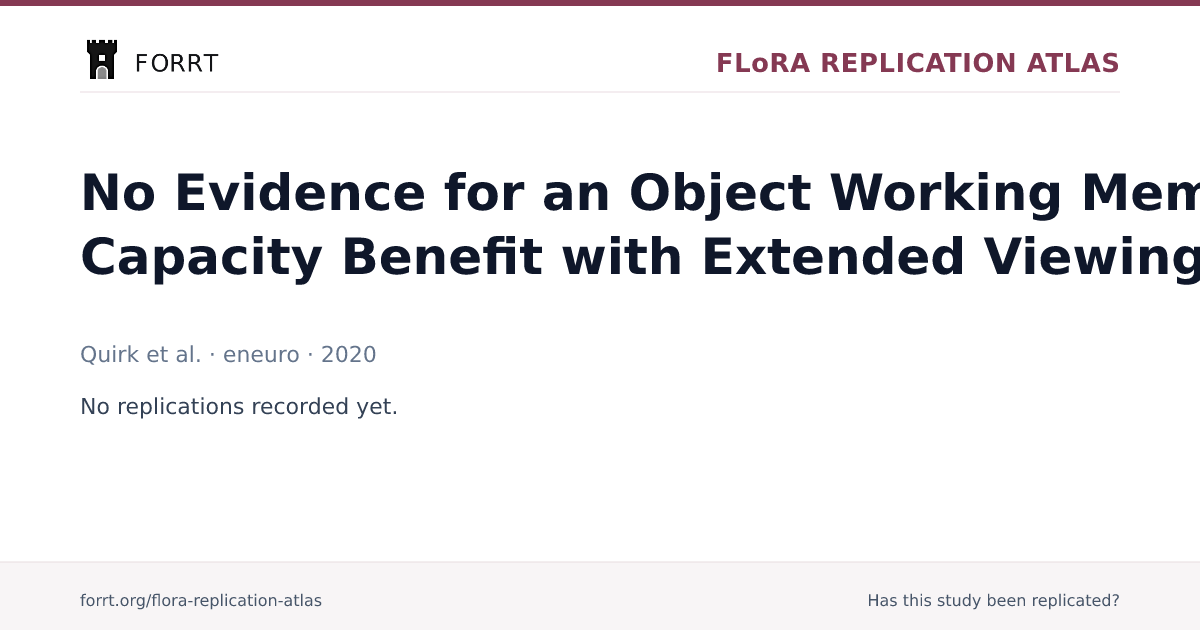 FORRT
FLoRA REPLICATION ATLAS
No Evidence for an Object Working Mem
Capacity Benefit with Extended Viewing
Quirk et al. · eneuro · 2020
No replications recorded yet.
forrt.org/flora-replication-atlas
Has this study been replicated?